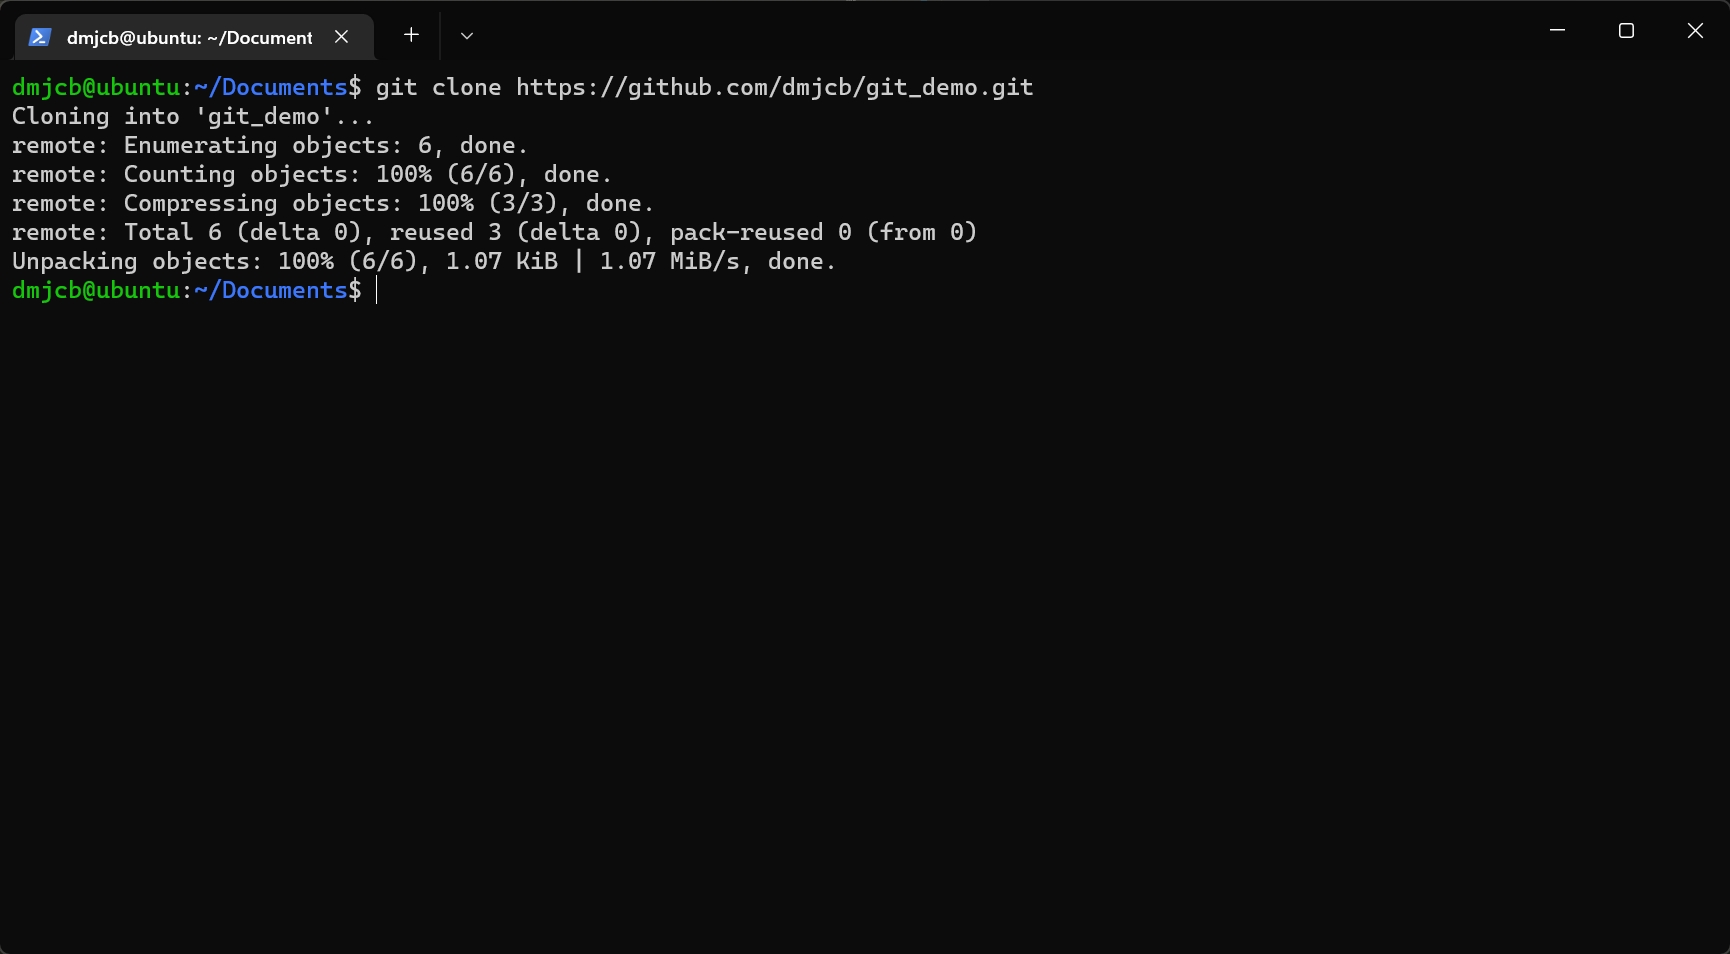 dmjcb@ubuntu: ~/Document
dmjcb@ubuntu:~/Documents$ git clone https://github.com/dmjcb/git_demo.git
Cloning into 'git_demo'...
remote: Enumerating objects: 6, done.
remote: Counting objects: 100% (6/6), done.
remote: Compressing objects: 100% (3/3), done.
remote: Total 6 (delta 0), reused 3 (delta 0), pack-reused 0 (from 0)
Unpacking objects: 100% (6/6), 1.07 KiB | 1.07 MiB/s, done.
dmjcb@ubuntu:~/Documents$